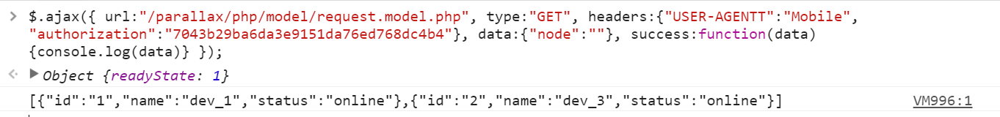 > $.ajax({ url:"/parallax/php/model/request.model.php", type:"GET", headers:{"USER-AGENTT":"Mobile",
"authorization":"7043b29ba6da3e9151da76ed768dc4b4"}, data:{"node":""}, success:function(data)
{console.log(data)} });
Object {readyState: 1}
[{"id":"1","name":"dev_1","status":"online"},{"id":"2","name":"dev_3","status":"online"}] VM996:1